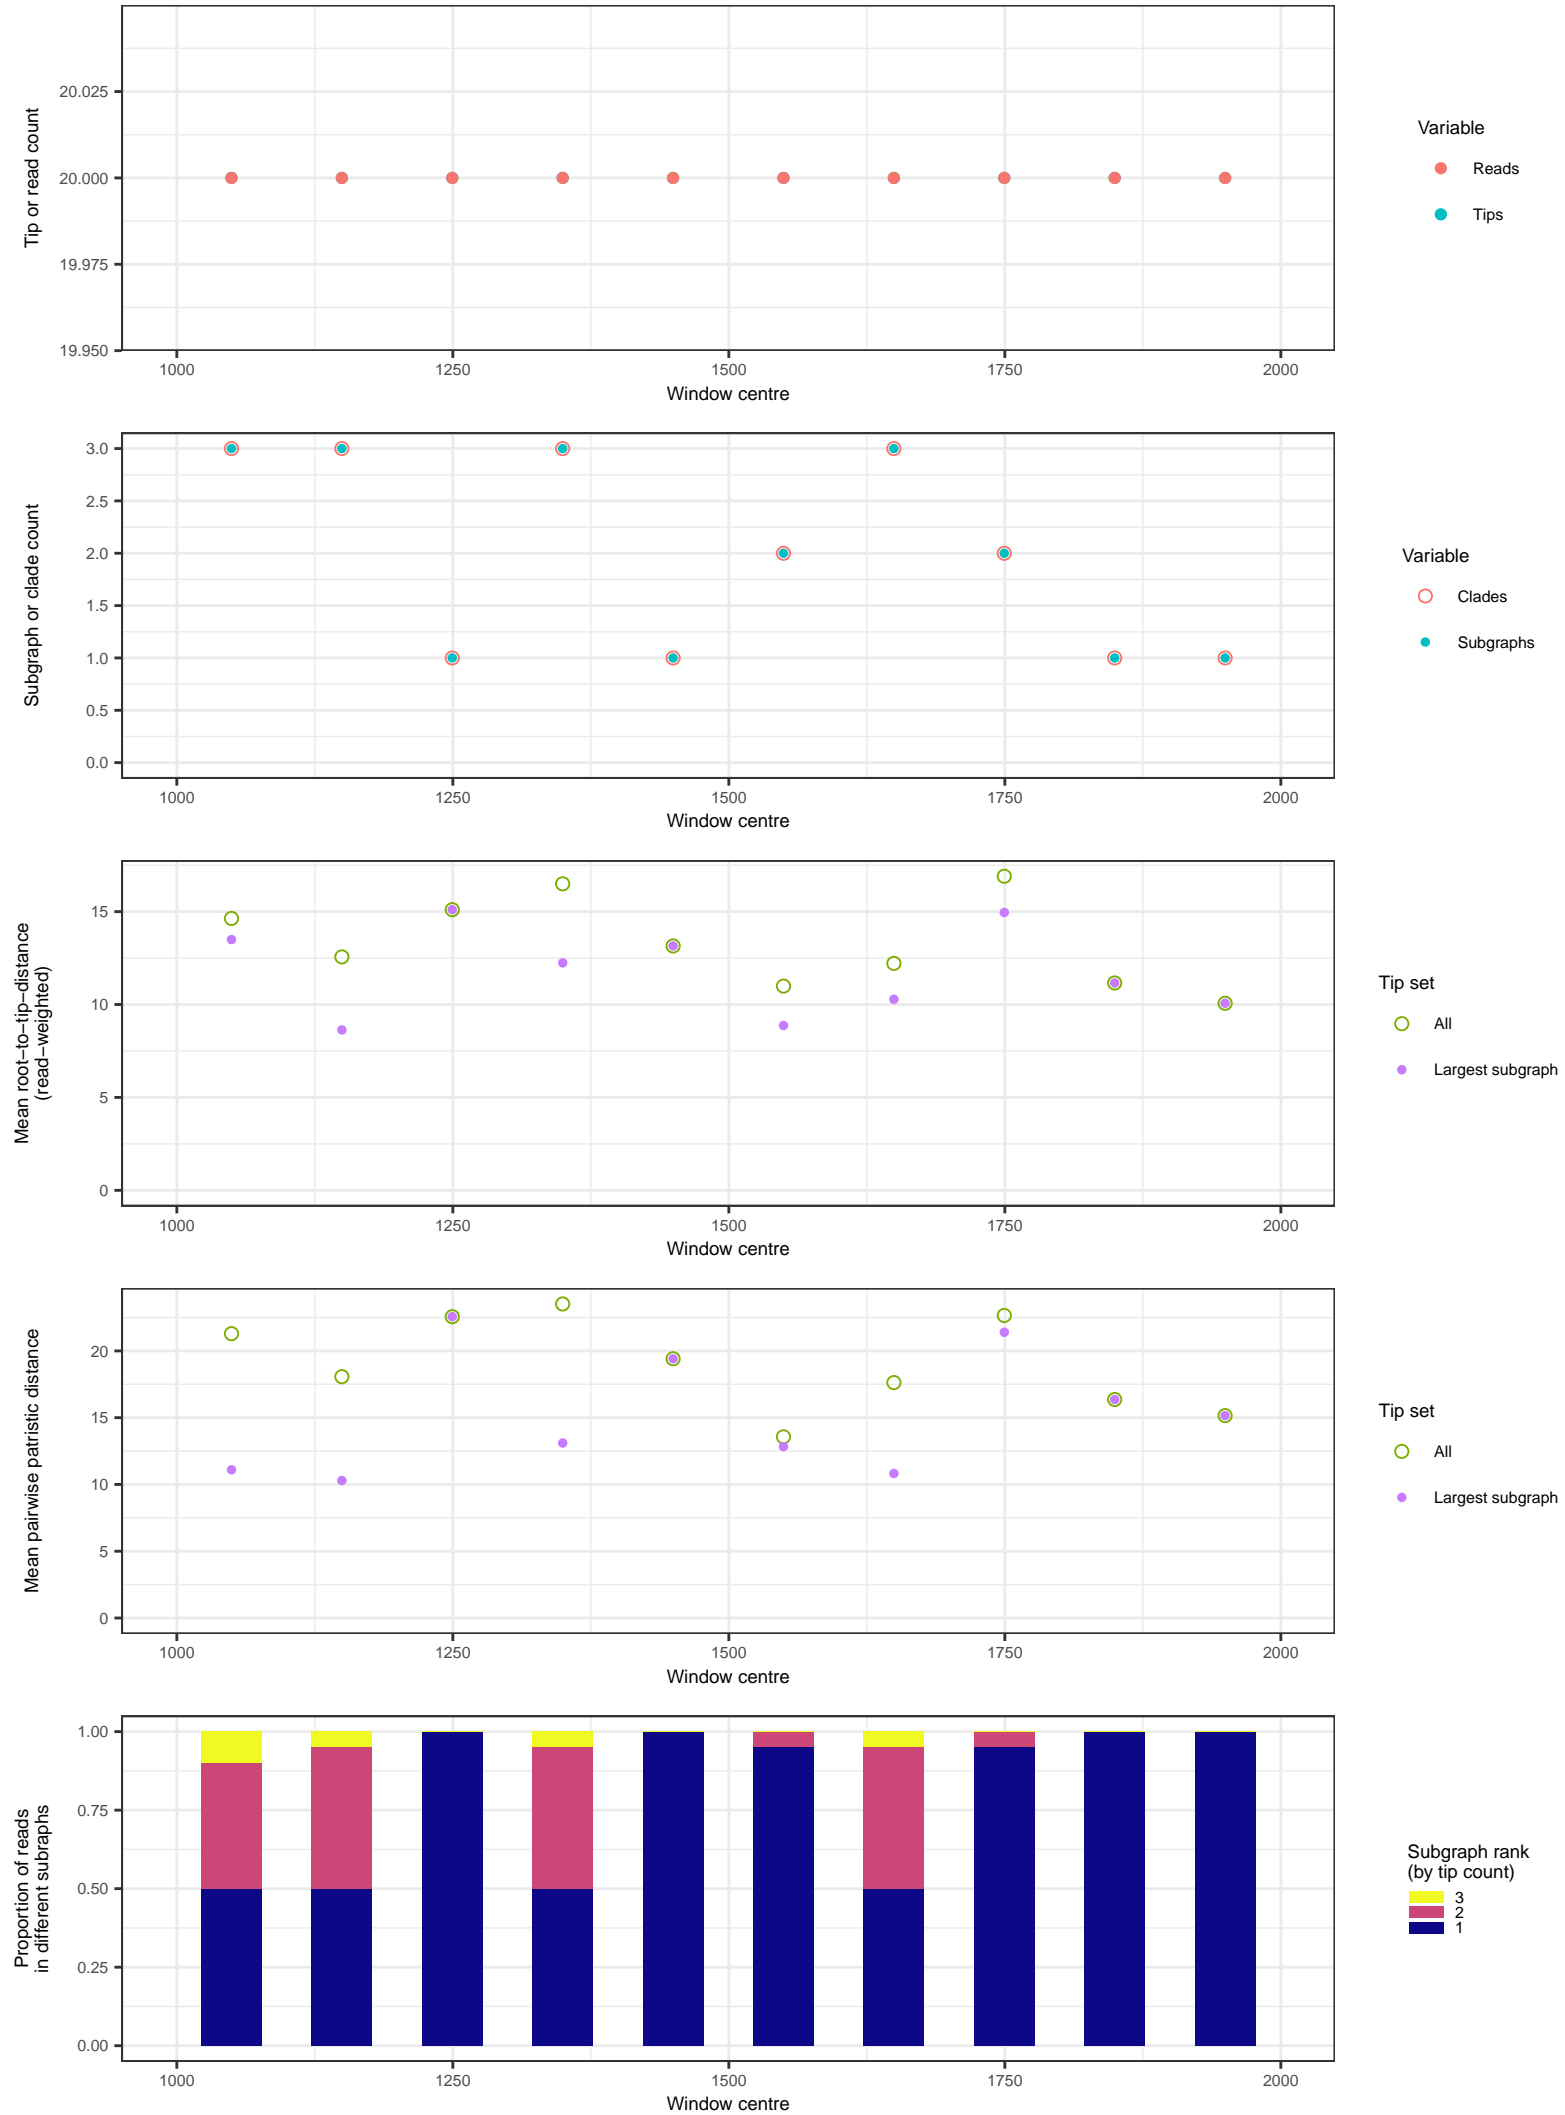 Tip or read count
20.025
20.000
19.975
19.950
1000 1250 1500 1750 2000
Window centre
Variable
Reads
Tips
Subgraph or clade count
3.0
2.5
2.0
1.5
1.0
0.5
0.0
1000 1250 1500 1750 2000
Window centre
Variable
Clades
Subgraphs
Mean root−to−tip−distance
(read−weighted)
15
10
5
0
1000 1250 1500 1750 2000
Window centre
Tip set
All
Largest subgraph
Mean pairwise patristic distance
20
15
10
5
0
1000 1250 1500 1750 2000
Window centre
Tip set
All
Largest subgraph
Proportion of reads
in different subraphs
1.00
0.75
0.50
0.25
0.00
1000 1250 1500 1750 2000
Window centre
Subgraph rank
(by tip count)
3
2
1